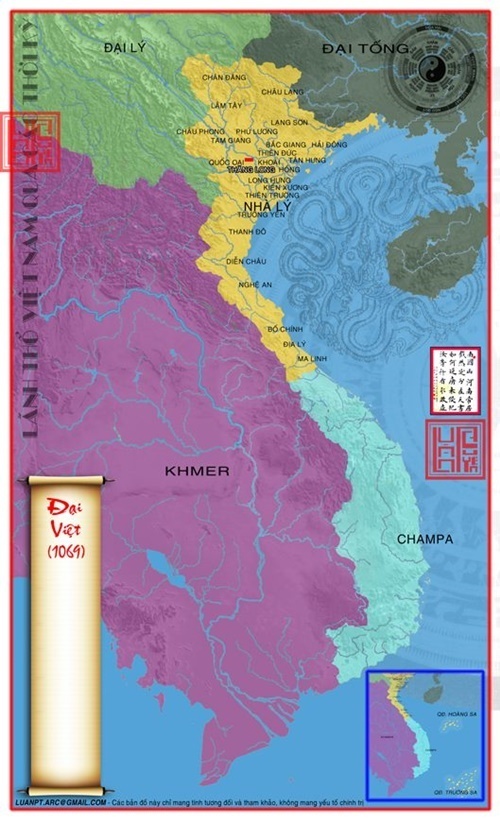 LÃNH THỔ VIỆT NAM QUA THỜI KỲ
ĐẠI LÝ
ĐẠI TỐNG
CHÂN ĐĂNG
CHÂU LẠNG
LÂM TÂY
LẠNG SƠN
CHÂU PHONG
PHÚ LƯƠNG
TAM GIANG
BẮC GIANG
HẢI ĐÔNG
THIÊN ĐỨC
QUỐC OAI
KHOÁI
TÂN HƯNG
THĂNG LONG
HỒNG
LONG HƯNG
KIẾN XƯƠNG
THIÊN TRƯỜNG
NHÀ LÝ
TRƯỜNG YÊN
THANH ĐÔ
DIỄN CHÂU
NGHỆ AN
BỐ CHÍNH
ĐỊA LÝ
MA LINH
KHMER
CHAMPA
Đại
Việt
(1069)
QĐ. HOÀNG SA
QĐ. TRƯỜNG SA
LUANPT.ARC@GMAIL.COM - Các bản đồ này chỉ mang tính tương đối và tham khảo, không mang yếu tố chính trị